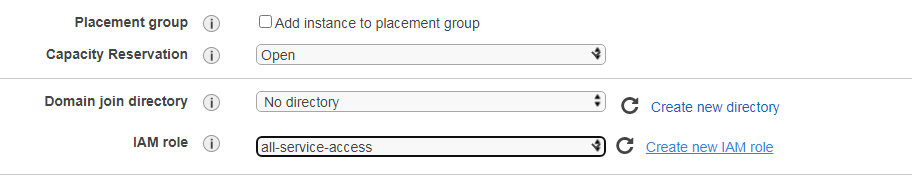 Placement group i Add instance to placement group
Capacity Reservation i Open
Domain join directory i No directory Create new directory
IAM role i all-service-access Create new IAM role